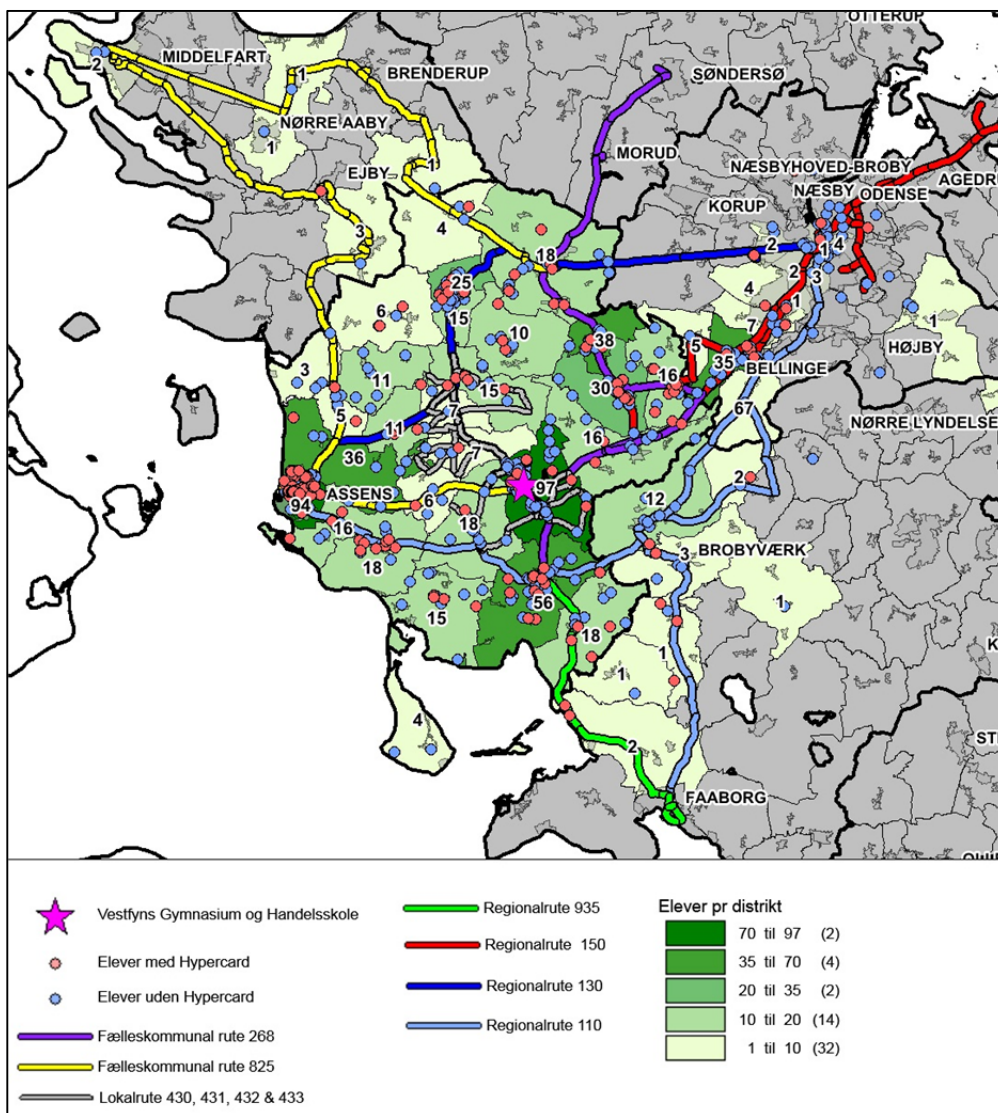 OTTERUP
MIDDELFART
2
1
BRENDERUP
SØNDERSØ
NØRRE AABY
1
MORUD
NÆSBYHOVED-BROBY
NÆSBY
ODENSE
AGEDRU
EJBY
1
KORUP
3
4
18
2
1
4
25
15
2
3
4
1
1
6
10
38
7
HØJBY
3
11
15
30
16
5
35
BELLINGE
5
11
7
16
67
NØRRE LYNDELSE
36
7
2
94
ASSENS
6
97
12
16
18
3
BROBYVÆRK
18
56
1
15
18
1
1
4
2
FAABORG
K
Vestfyns Gymnasium og Handelsskole
Elever med Hypercard
Elever uden Hypercard
Fælleskommunal rute 268
Fælleskommunal rute 825
Lokalrute 430, 431, 432 & 433
Regionalrute 935
Regionalrute 150
Regionalrute 130
Regionalrute 110
Elever pr distrikt
70 til 97 (2)
35 til 70 (4)
20 til 35 (2)
10 til 20 (14)
1 til 10 (32)